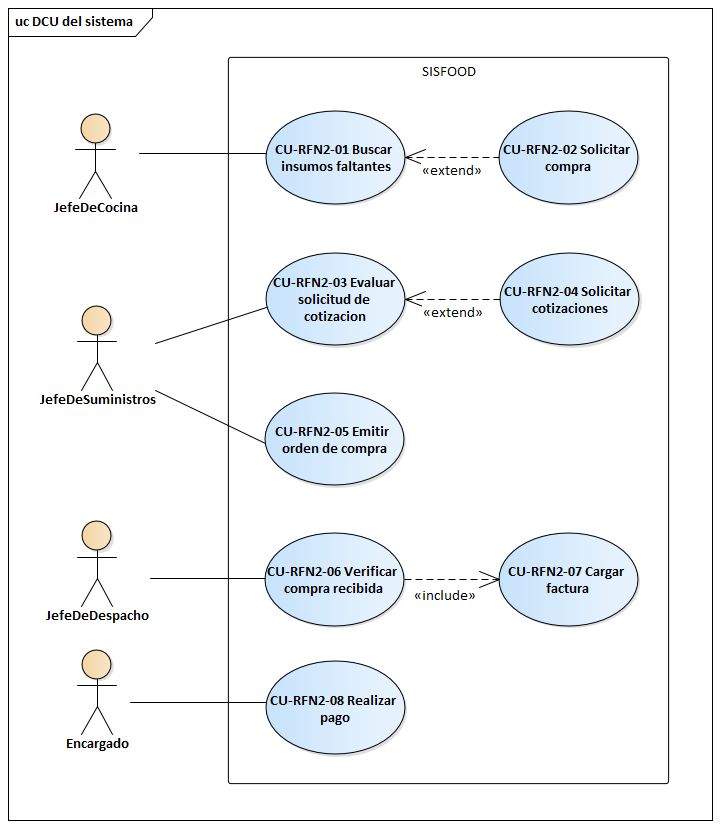 uc DCU del sistema
SISFOOD
JefeDeCocina
CU-RFN2-01 Buscar
insumos faltantes
«extend»
CU-RFN2-02 Solicitar
compra
JefeDeSuministros
CU-RFN2-03 Evaluar
solicitud de
cotizacion
«extend»
CU-RFN2-04 Solicitar
cotizaciones
CU-RFN2-05 Emitir
orden de compra
JefeDeDespacho
CU-RFN2-06 Verificar
compra recibida
«include»
CU-RFN2-07 Cargar
factura
Encargado
CU-RFN2-08 Realizar
pago